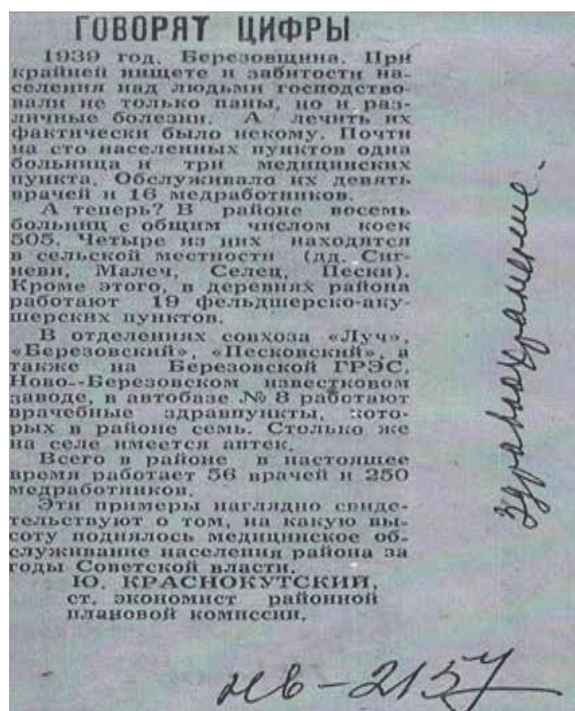 ГОВОРЯТ ЦИФРЫ
1939 год. Березовщина. При
крайней нищете и забитости на-
селения над людьми господство-
вали не только паны, но и раз-
личные болезни. А лечить их
фактически было некому. Почти
на сто населенных пунктов одна
больница и три медицинских
пункта. Обслуживало их девять
врачей и 16 медработников.
А теперь? В районе восемь
больниц с общим числом коек
505. Четыре из них находятся
в сельской местности (дд. Сиг-
невичи, Малеч, Селец, Пески).
Кроме этого, в деревнях района
работают 19 фельдшерско-аку-
шерских пунктов.
В отделениях совхоза «Луч»,
«Березовский», «Песковский», а
также на Березовской ГРЭС,
Ново--Березовском известковом
заводе, в автобазе № 8 работают
врачебные здравпункты, кото-
рых в районе семь. Столько же
на селе имеется аптек.
Всего в районе в настоящее
время работает 56 врачей и 250
медработников.
Эти примеры наглядно свиде-
тельствуют о том, на какую вы-
соту поднялось медицинское об-
служивание населения района за
годы Советской власти.
Ю. КРАСНОКУТСКИЙ,
ст. экономист районной
плановой комиссии.
Здравоохранение.
нв-2157